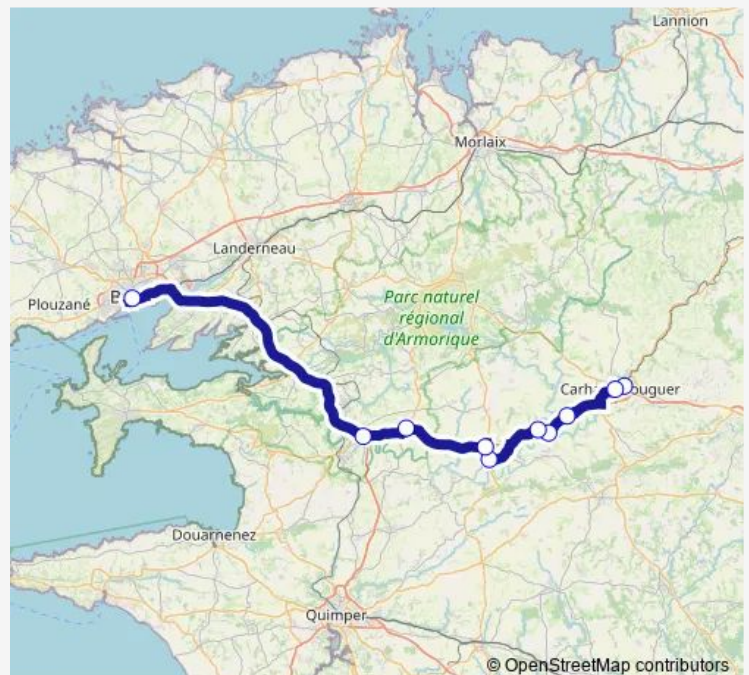 Lannion
Morlaix
Landerneau
Plouzané
Parc naturel
régional
d'Armorique
Douarnenez
Quimper
© OpenStreetMap contributors